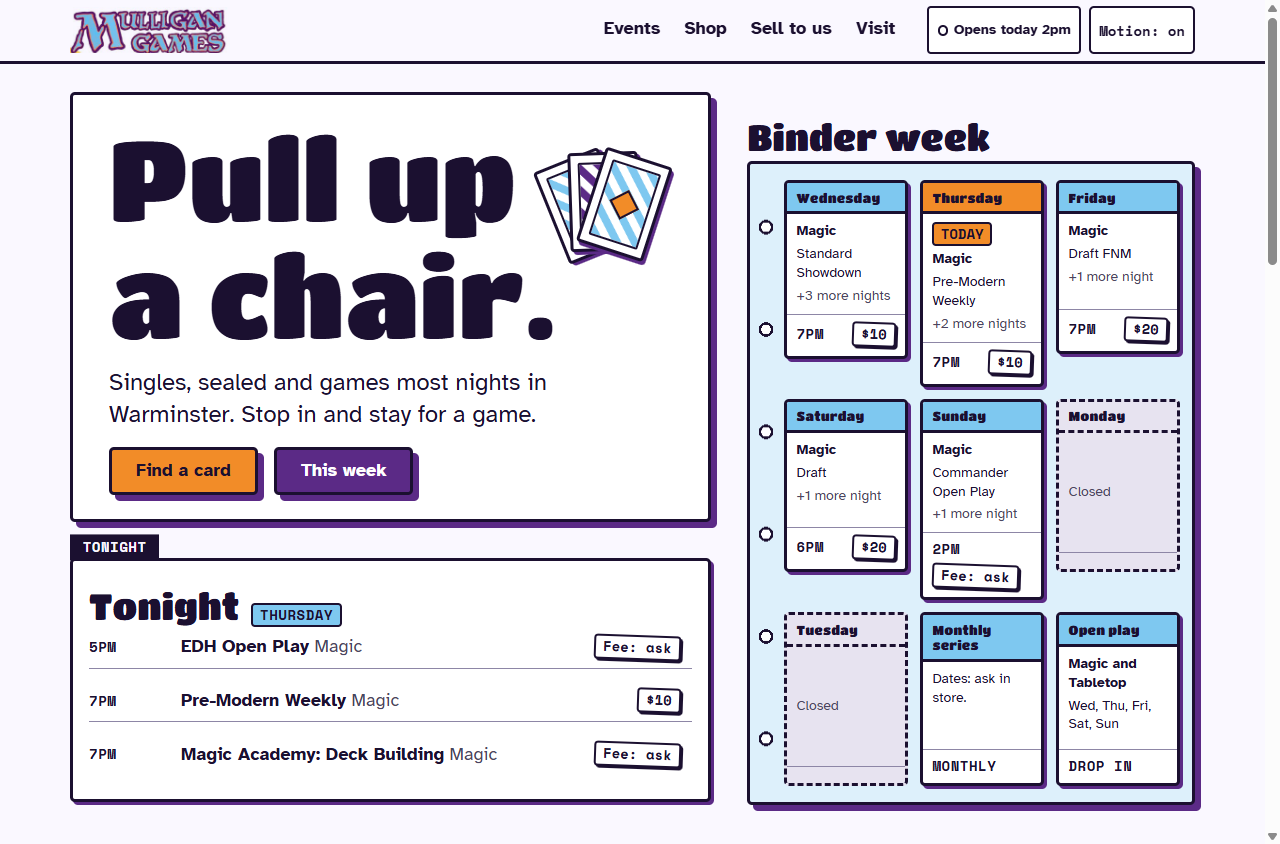 MULLIGAN GAMES
Events Shop Sell to us Visit
Opens today 2pm
Motion: on
Pull up
a chair.
Singles, sealed and games most nights in
Warminster. Stop in and stay for a game.
Find a card
This week
TONIGHT
Tonight THURSDAY
5PM EDH Open Play Magic Fee: ask
7PM Pre-Modern Weekly Magic $10
7PM Magic Academy: Deck Building Magic Fee: ask
Binder week
Wednesday
Magic
Standard
Showdown
+3 more nights
7PM $10
Thursday
TODAY
Magic
Pre-Modern
Weekly
+2 more nights
7PM $10
Friday
Magic
Draft FNM
+1 more night
7PM $20
Saturday
Magic
Draft
+1 more night
6PM $20
Sunday
Magic
Commander
Open Play
+1 more night
2PM
Fee: ask
Monday
Closed
Tuesday
Closed
Monthly
series
Dates: ask in
store.
MONTHLY
Open play
Magic and
Tabletop
Wed, Thu, Fri,
Sat, Sun
DROP IN